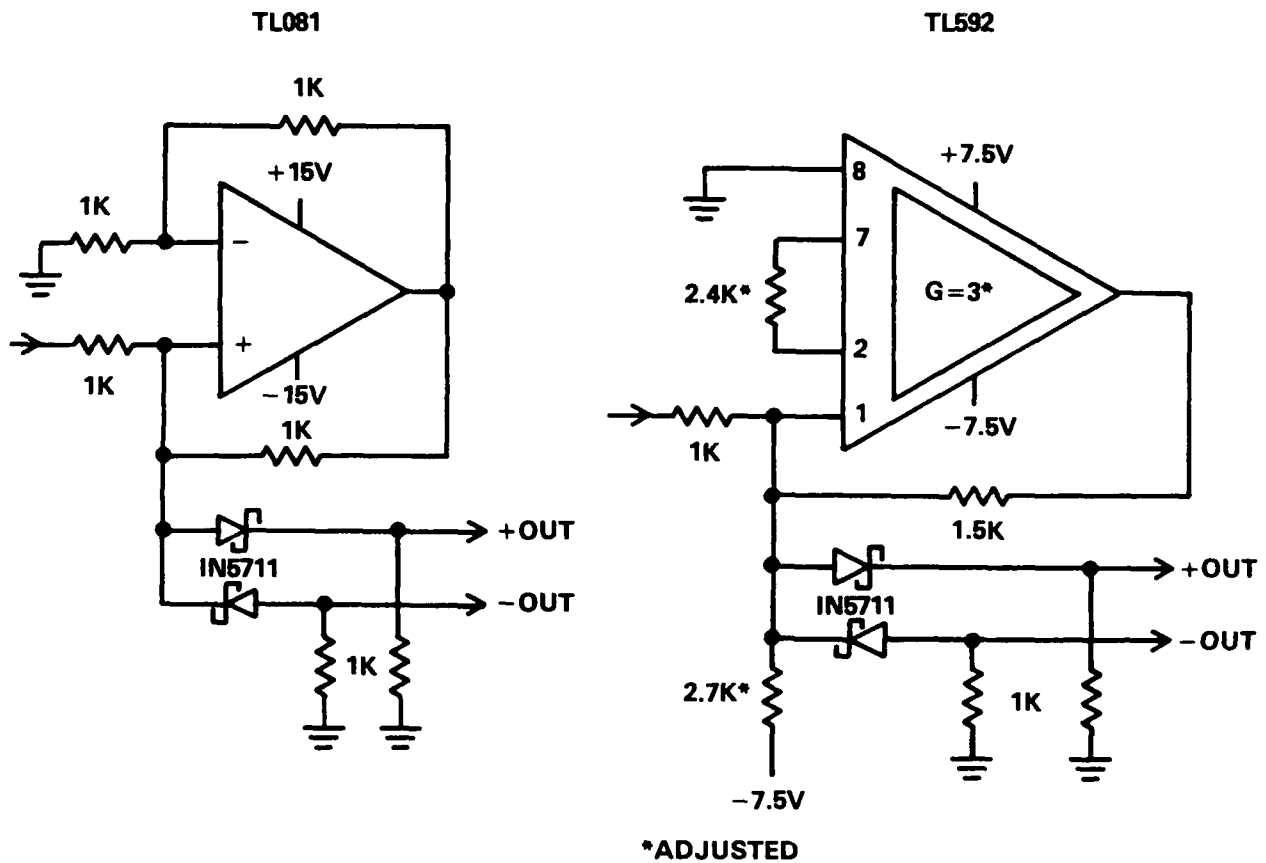 TL081
1K
+15V
1K
−
+
1K
−15V
1K
+OUT
IN5711
−OUT
1K
TL592
+7.5V
8
7
2.4K*
G=3*
2
1
−7.5V
1K
1.5K
+OUT
IN5711
−OUT
2.7K*
1K
−7.5V
*ADJUSTED